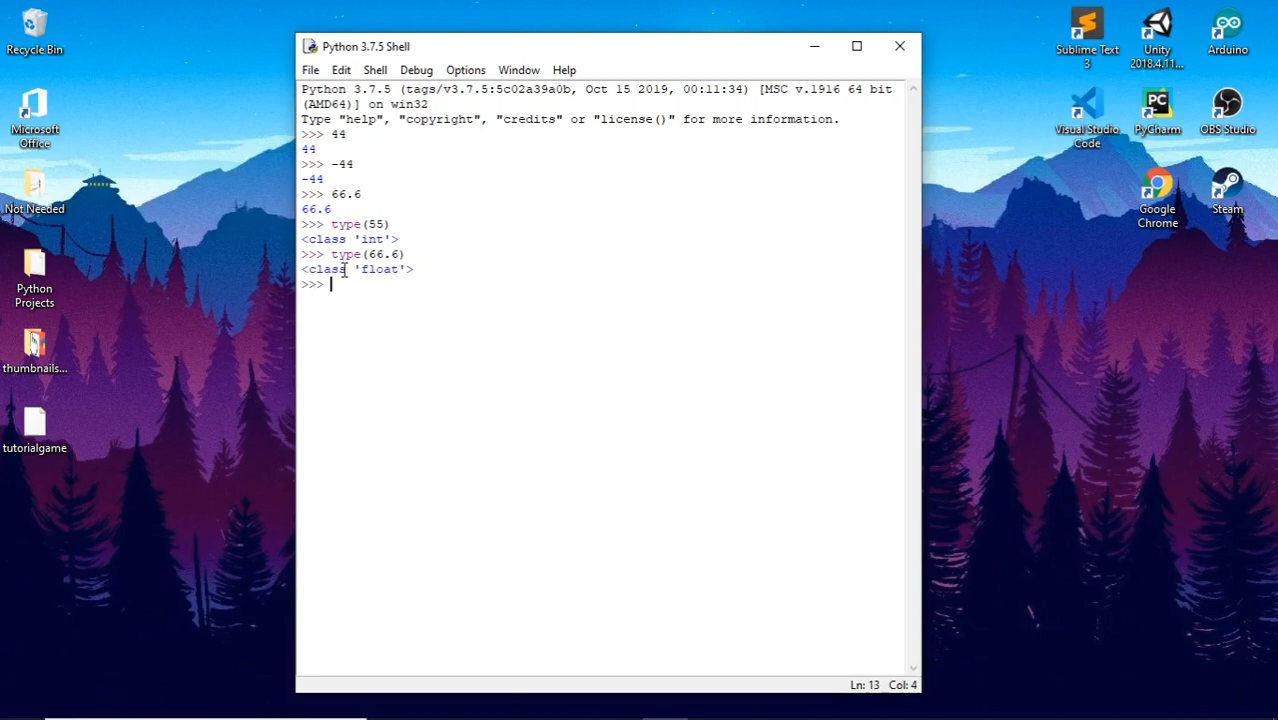 Recycle Bin
Microsoft
Office
Not Needed
Python
Projects
thumbnails...
tutorialgame
Python 3.7.5 Shell
File Edit Shell Debug Options Window Help
Python 3.7.5 (tags/v3.7.5:5c02a39a0b, Oct 15 2019, 00:11:34) [MSC v.1916 64 bit
(AMD64)] on win32
Type "help", "copyright", "credits" or "license()" for more information.
>>> 44
44
>>> -44
-44
>>> 66.6
66.6
>>> type(55)
<class 'int'>
>>> type(66.6)
<class 'float'>
>>>
Ln: 13 Col: 4
Sublime Text
3
Unity
2018.4.11...
Arduino
Visual Studio
Code
PyCharm
OBS Studio
Google
Chrome
Steam
PC